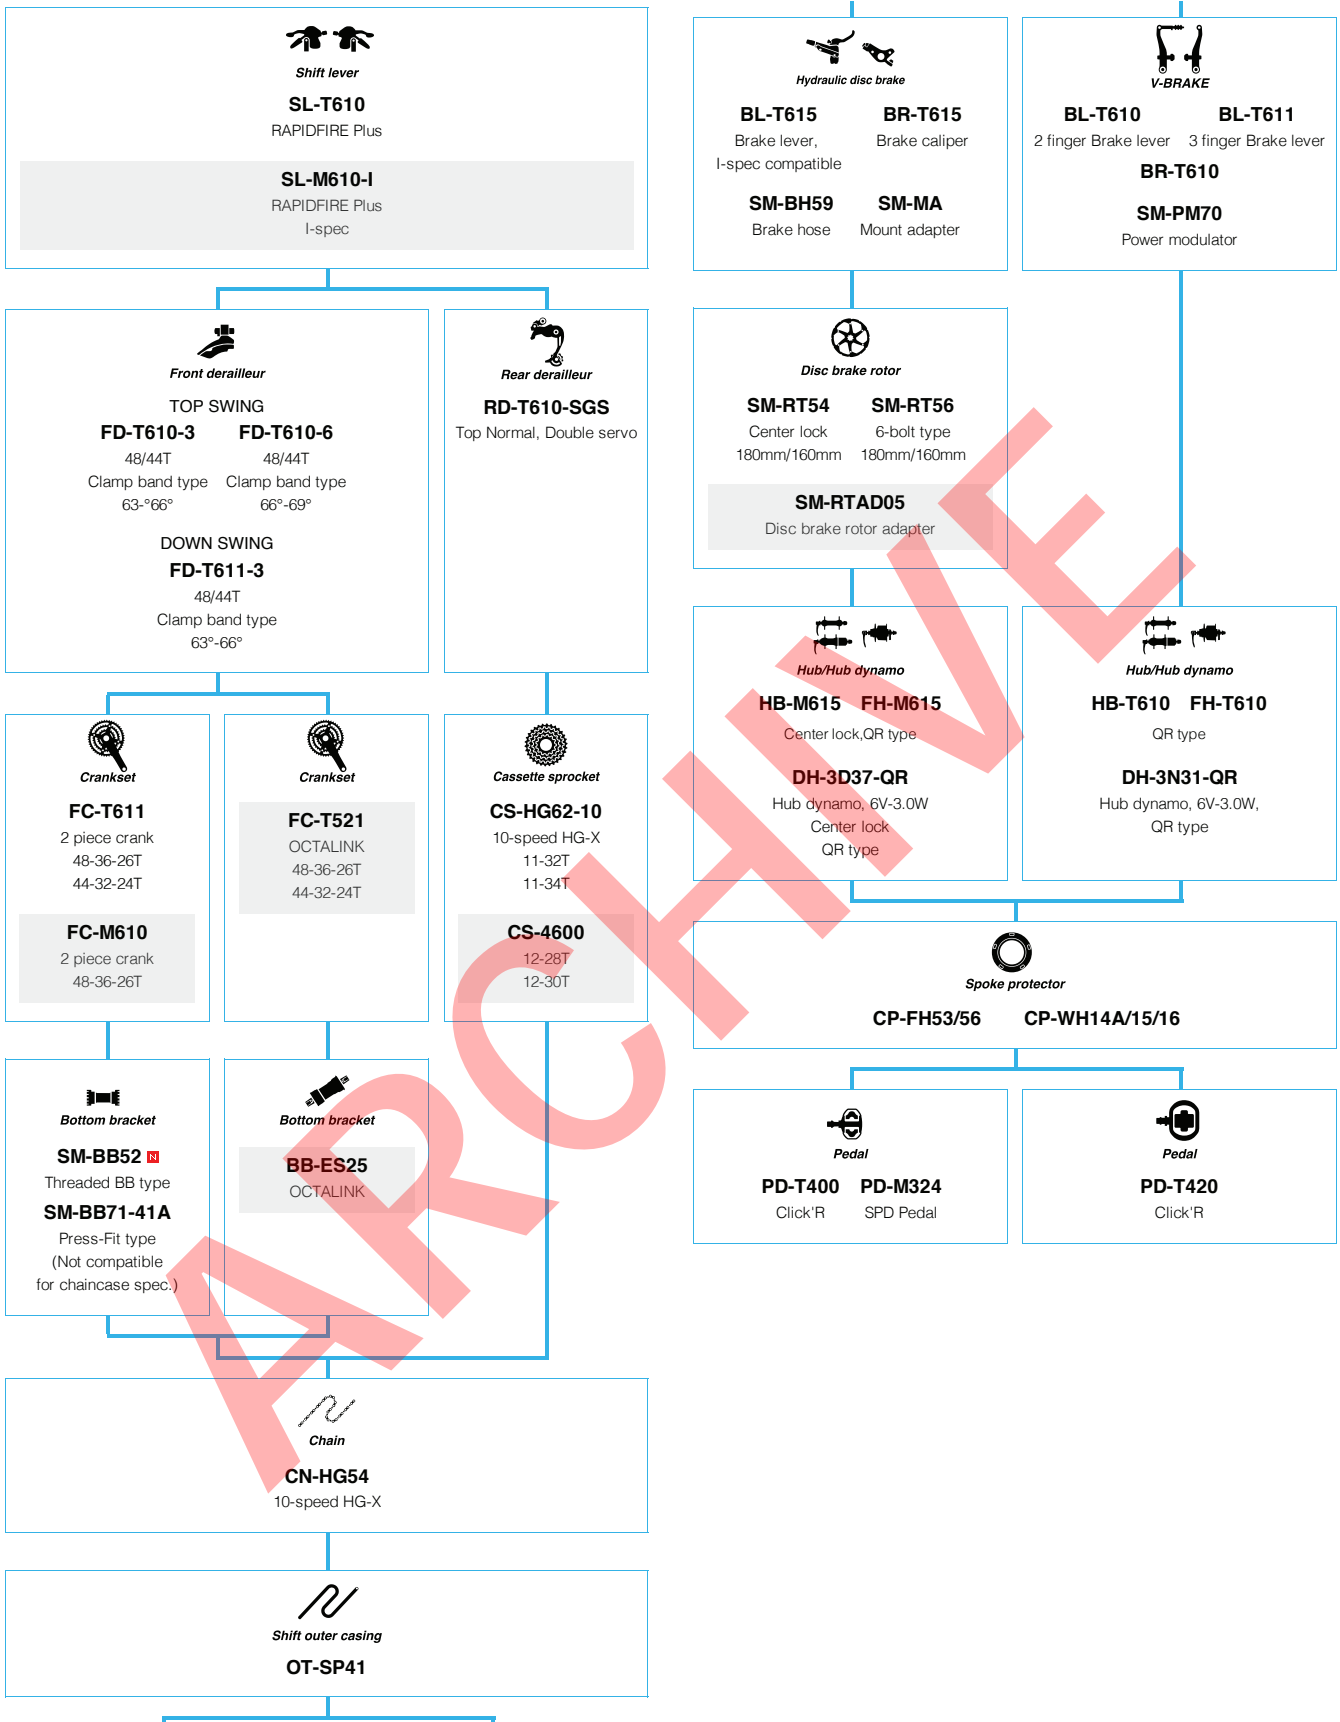 Shift lever
SL-T610
RAPIDFIRE Plus
SL-M610-I
RAPIDFIRE Plus
I-spec
Front derailleur
TOP SWING
FD-T610-3 FD-T610-6
48/44T 48/44T
Clamp band type Clamp band type
63-°66° 66°-69°
DOWN SWING
FD-T611-3
48/44T
Clamp band type
63°-66°
Rear derailleur
RD-T610-SGS
Top Normal, Double servo
Crankset
FC-T611
2 piece crank
48-36-26T
44-32-24T
FC-M610
2 piece crank
48-36-26T
Crankset
FC-T521
OCTALINK
48-36-26T
44-32-24T
Cassette sprocket
CS-HG62-10
10-speed HG-X
11-32T
11-34T
CS-4600
12-28T
12-30T
Bottom bracket
SM-BB52 N
Threaded BB type
SM-BB71-41A
Press-Fit type
(Not compatible
for chaincase spec.)
Bottom bracket
BB-ES25
OCTALINK
Chain
CN-HG54
10-speed HG-X
Shift outer casing
OT-SP41
Hydraulic disc brake
BL-T615 BR-T615
Brake lever, Brake caliper
I-spec compatible
SM-BH59 SM-MA
Brake hose Mount adapter
V-BRAKE
BL-T610 BL-T611
2 finger Brake lever 3 finger Brake lever
BR-T610
SM-PM70
Power modulator
Disc brake rotor
SM-RT54 SM-RT56
Center lock 6-bolt type
180mm/160mm 180mm/160mm
SM-RTAD05
Disc brake rotor adapter
Hub/Hub dynamo
HB-M615 FH-M615
Center lock,QR type
DH-3D37-QR
Hub dynamo, 6V-3.0W
Center lock
QR type
Hub/Hub dynamo
HB-T610 FH-T610
QR type
DH-3N31-QR
Hub dynamo, 6V-3.0W,
QR type
Spoke protector
CP-FH53/56 CP-WH14A/15/16
Pedal
PD-T400 PD-M324
Click'R SPD Pedal
Pedal
PD-T420
Click'R
ARCHIVE